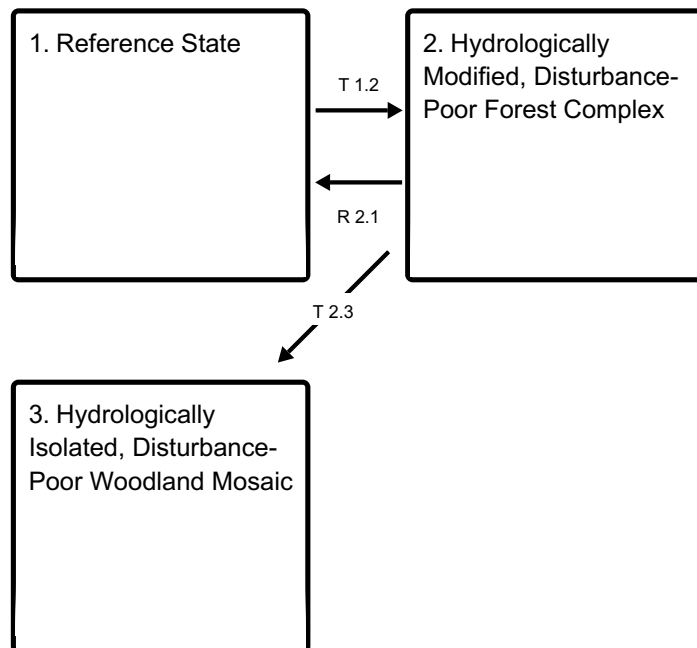 1. Reference State
T 1.2
2. Hydrologically
Modified, Disturbance-
Poor Forest Complex
R 2.1
T 2.3
3. Hydrologically
Isolated, Disturbance-
Poor Woodland Mosaic